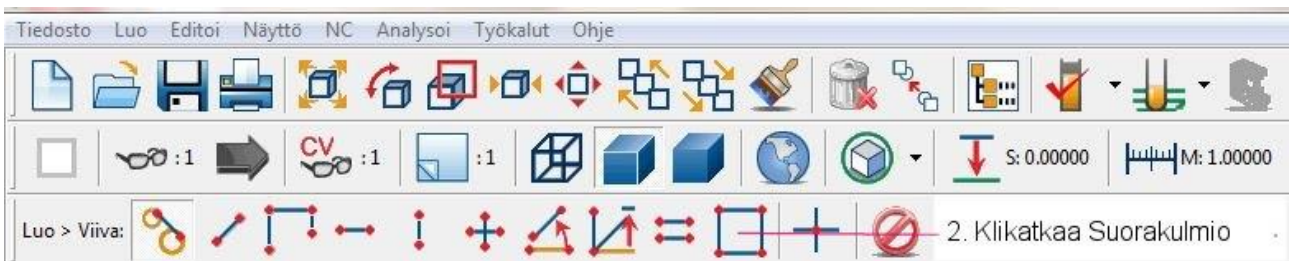 Tiedosto Luo Editoi Näyttö NC Analysoi Työkalut Ohje
:1 CV :1 :1 S: 0.00000 M: 1.00000
Luo > Viiva: 2. Klikatkaa Suorakulmio